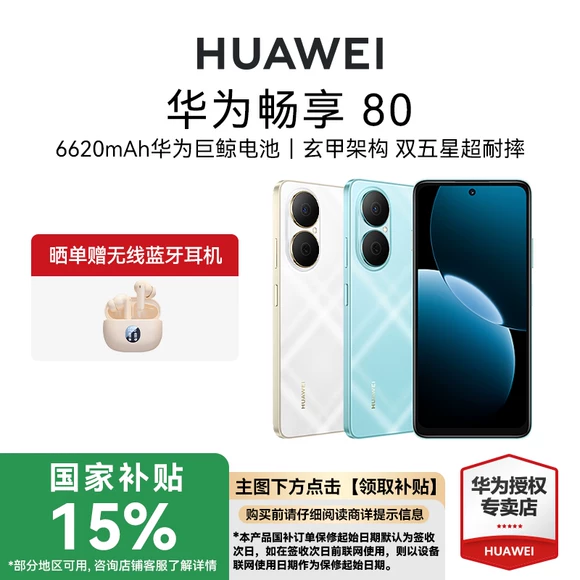 HUAWEI
华为畅享 80
6620mAh华为巨鲸电池 | 玄甲架构 双五星超耐摔
晒单赠无线蓝牙耳机
HUAWEI
HUAWEI
国家补贴
15%
*部分地区可用,咨询店铺客服了解详情
主图下方点击【领取补贴】
购买前请仔细阅读商详提示信息
*本产品国补订单保修起始日期默认为签收
次日，如在签收次日前联网使用，则以设备
联网使用日期作为保修起始日期。
华为授权
专卖店
HUAWEI